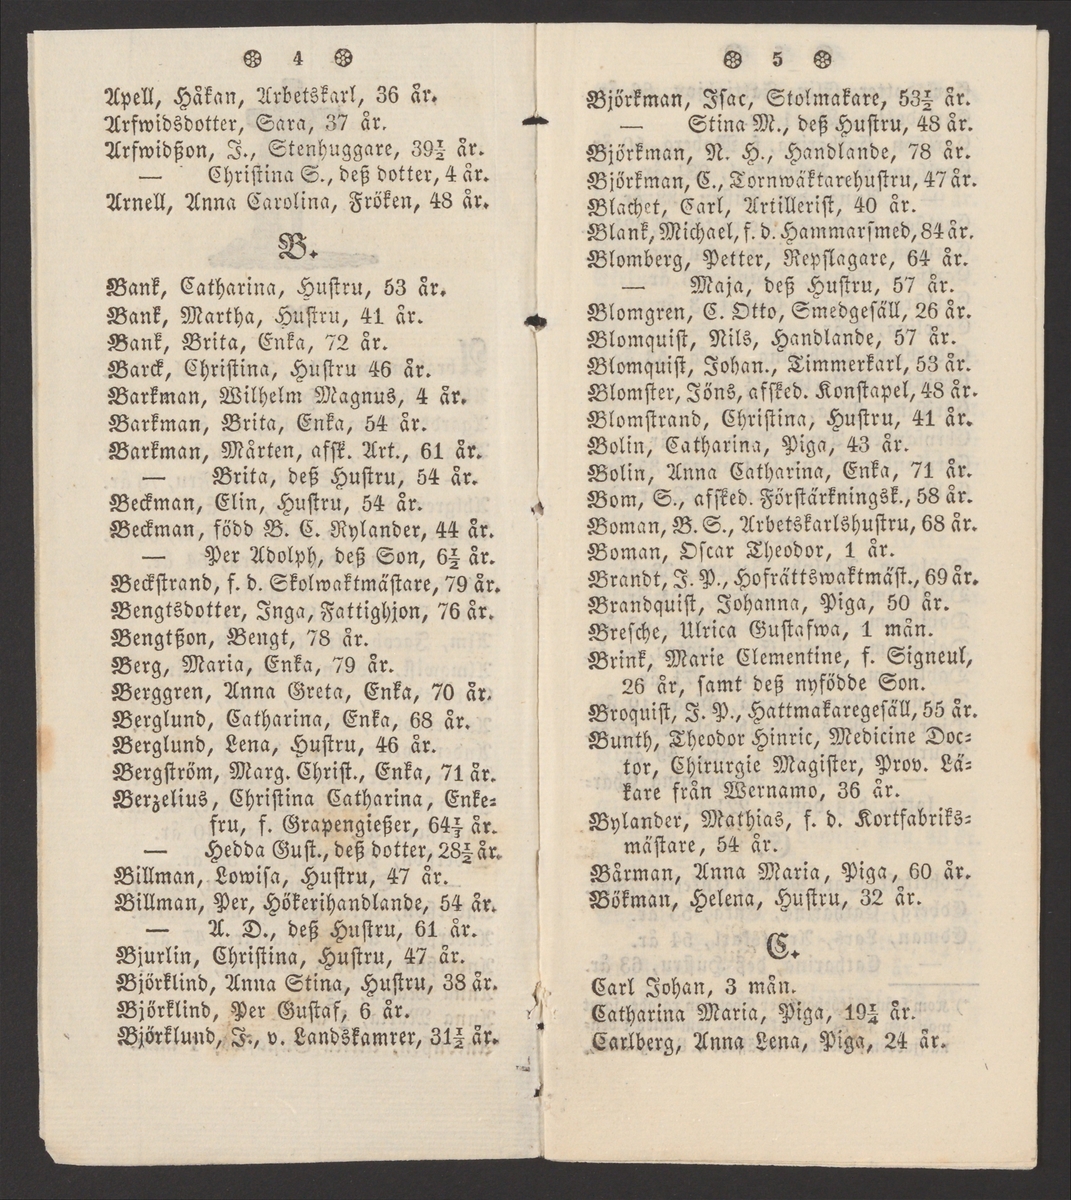 4
Apell, Håkan, Arbetskarl, 36 år.
Arfwidsdotter, Sara, 37 år.
Arfwidßon, J., Stenhuggare, 39½ år.
— Christina S., deß dotter, 4 år.
Arnell, Anna Carolina, Fröken, 48 år.
B.
Bank, Catharina, Hustru, 53 år.
Bank, Martha, Hustru, 41 år.
Bank, Brita, Enka, 72 år.
Barck, Christina, Hustru 46 år.
Barkman, Wilhelm Magnus, 4 år.
Barkman, Brita, Enka, 54 år.
Barkman, Mårten, afsk. Art., 61 år.
— Brita, deß Hustru, 54 år.
Beckman, Elin, Hustru, 54 år.
Beckman, född B. C. Rylander, 44 år.
— Per Adolph, deß Son, 6½ år.
Beckstrand, f. d. Skolwaktmästare, 79 år.
Bengtsdotter, Inga, Fattighjon, 76 år.
Bengtßon, Bengt, 78 år.
Berg, Maria, Enka, 79 år.
Berggren, Anna Greta, Enka, 70 år.
Berglund, Catharina, Enka, 68 år.
Berglund, Lena, Hustru, 46 år.
Bergström, Marg. Christ., Enka, 71 år.
Berzelius, Christina Catharina, Enke-
fru, f. Grapengießer, 64⅓ år.
— Hedda Gust., deß dotter, 28½ år.
Billman, Lowisa, Hustru, 47 år.
Billman, Per, Hökerihandlande, 54 år.
— A. D., deß Hustru, 61 år.
Bjurlin, Christina, Hustru, 47 år.
Björklind, Anna Stina, Hustru, 38 år.
Björklind, Per Gustaf, 6 år.
Björklund, J., v. Landskamrer, 31½ år.
5
Björkman, Isac, Stolmakare, 53½ år.
— Stina M., deß Hustru, 48 år.
Björkman, N. H., Handlande, 78 år.
Björkman, C., Tornwäktarehustru, 47 år.
Blachet, Carl, Artillerist, 40 år.
Blank, Michael, f. d. Hammarsmed, 84 år.
Blomberg, Petter, Repslagare, 64 år.
— Maja, deß Hustru, 57 år.
Blomgren, C. Otto, Smedgesäll, 26 år.
Blomquist, Nils, Handlande, 57 år.
Blomquist, Johan., Timmerkarl, 53 år.
Blomster, Jöns, afsked. Konstapel, 48 år.
Blomstrand, Christina, Hustru, 41 år.
Bolin, Catharina, Piga, 43 år.
Bolin, Anna Catharina, Enka, 71 år.
Bom, S., afsked. Förstärkningsk., 58 år.
Boman, B. S., Arbetskarlshustru, 68 år.
Boman, Oscar Theodor, 1 år.
Brandt, J. P., Hofrättswaktmäst., 69 år.
Brandquist, Johanna, Piga, 50 år.
Bresche, Ulrica Gustafwa, 1 mån.
Brink, Marie Clementine, f. Signeul,
26 år, samt deß nyfödde Son.
Broquist, J. P., Hattmakaregesäll, 55 år.
Bunth, Theodor Hinric, Medicine Doc-
tor, Chirurgie Magister, Prov. Lä-
kare från Wernamo, 36 år.
Bylander, Mathias, f. d. Kortfabriks-
mästare, 54 år.
Bårman, Anna Maria, Piga, 60 år.
Bökman, Helena, Hustru, 32 år.
C.
Carl Johan, 3 mån.
Catharina Maria, Piga, 19¼ år.
Carlberg, Anna Lena, Piga, 24 år.